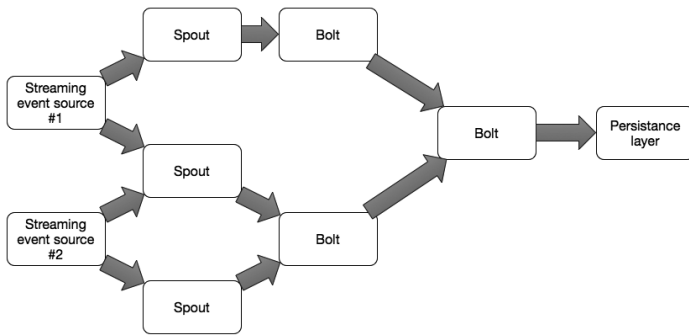 Spout
Bolt
Streaming
event source
#1
Bolt
Persistance
layer
Spout
Streaming
event source
#2
Bolt
Spout